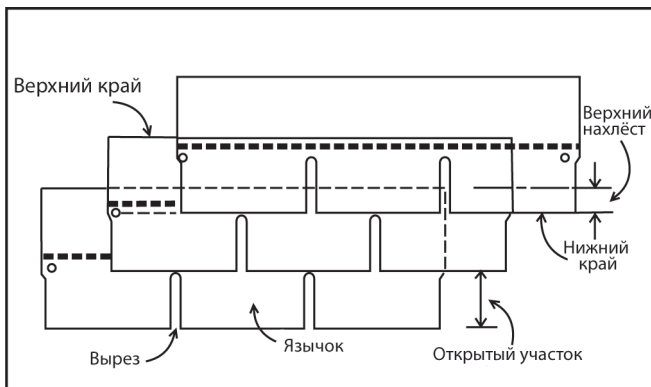 Верхний край
Верхний
нахлёст
Нижний
край
Вырез
Язычок
Открытый участок